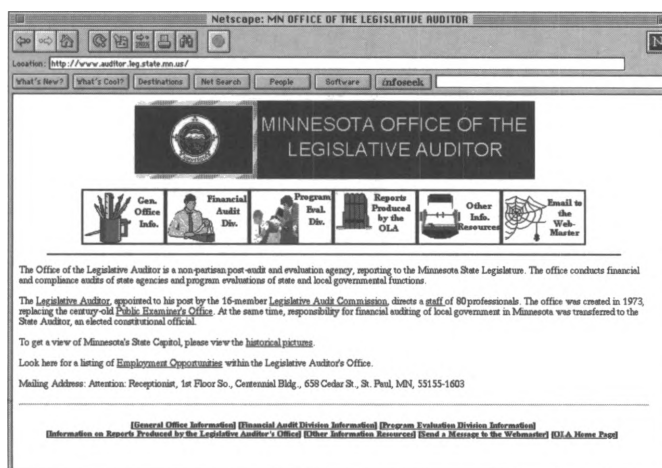 Netscape: MN OFFICE OF THE LEGISLATIVE AUDITOR
N
Location: http://www.auditor.leg.state.mn.us/
What's New? What's Cool? Destinations Net Search People Software infoseek
MINNESOTA OFFICE OF THE
LEGISLATIVE AUDITOR
Gen.
Office
Info.
Financial
Audit
Div.
Program
Eval.
Div.
Reports
Produced
by the
OLA
Other
Info.
Resources
Email to
the
Web-
Master
The Office of the Legislative Auditor is a non-partisan post-audit and evaluation agency, reporting to the Minnesota State Legislature. The office conducts financial
and compliance audits of state agencies and program evaluations of state and local governmental functions.
The Legislative Auditor, appointed to his post by the 16-member Legislative Audit Commission, directs a staff of 80 professionals. The office was created in 1973,
replacing the century-old Public Examiner's Office. At the same time, responsibility for financial auditing of local government in Minnesota was transferred to the
State Auditor, an elected constitutional official.
To get a view of Minnesota's State Capitol, please view the historical pictures.
Look here for a listing of Employment Opportunities within the Legislative Auditor's Office.
Mailing Address: Attention: Receptionist, 1st Floor So., Centennial Bldg., 658 Cedar St., St. Paul, MN, 55155-1603
[General Office Information] [Financial Audit Division Information] [Program Evaluation Division Information]
[Information on Reports Produced by the Legislative Auditor's Office] [Other Information Resources] [Send a Message to the Webmaster] [OLA Home Page]